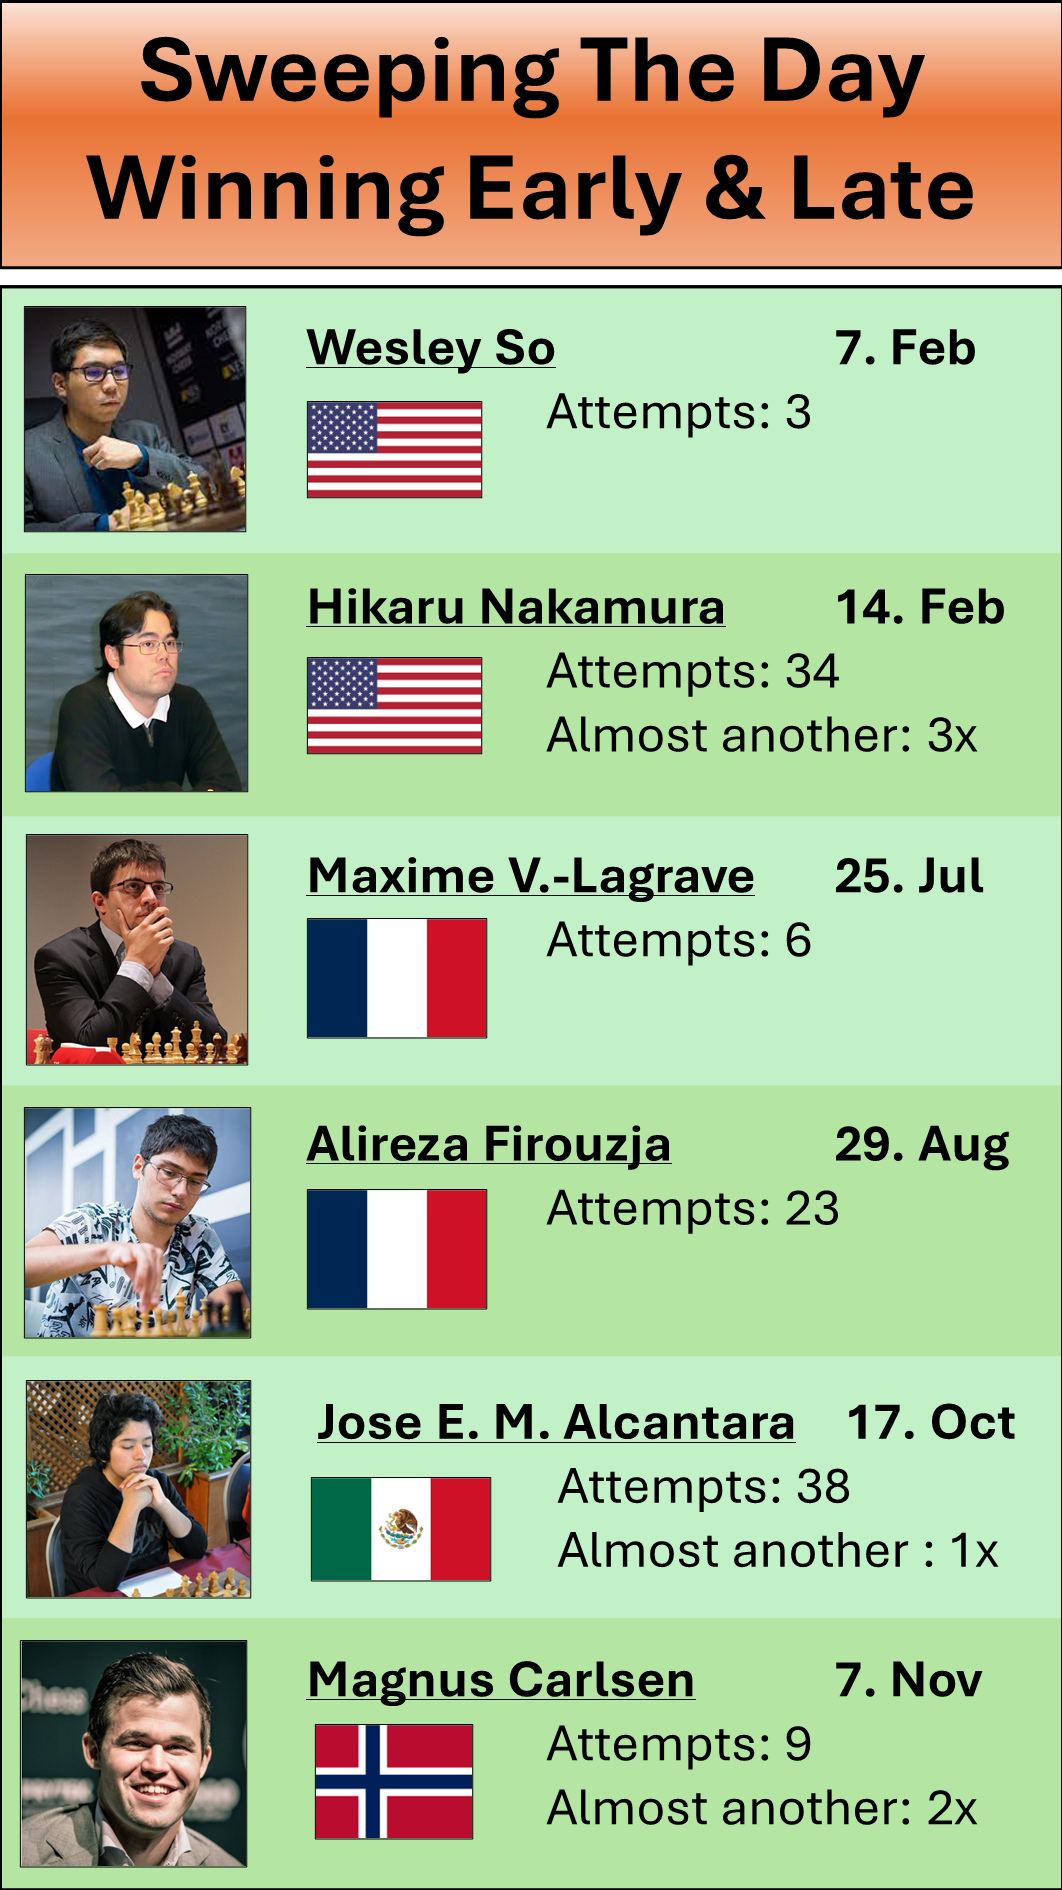 Sweeping The Day
Winning Early & Late
Wesley So 7. Feb
Attempts: 3
Hikaru Nakamura 14. Feb
Attempts: 34
Almost another: 3x
Maxime V.-Lagrave 25. Jul
Attempts: 6
Alireza Firouzja 29. Aug
Attempts: 23
Jose E. M. Alcantara 17. Oct
Attempts: 38
Almost another : 1x
Magnus Carlsen 7. Nov
Attempts: 9
Almost another: 2x